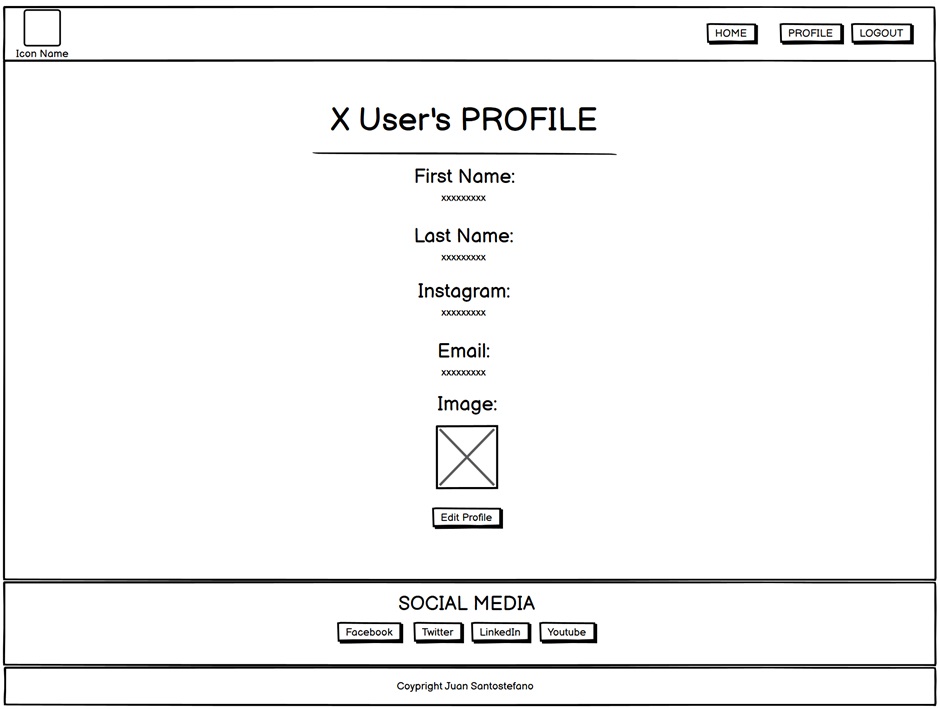 Icon Name
HOME PROFILE LOGOUT
X User's PROFILE
First Name:
xxxxxxxxx
Last Name:
xxxxxxxxx
Instagram:
xxxxxxxxx
Email:
xxxxxxxxx
Image:
Edit Profile
SOCIAL MEDIA
Facebook Twitter LinkedIn Youtube
Coypright Juan Santostefano